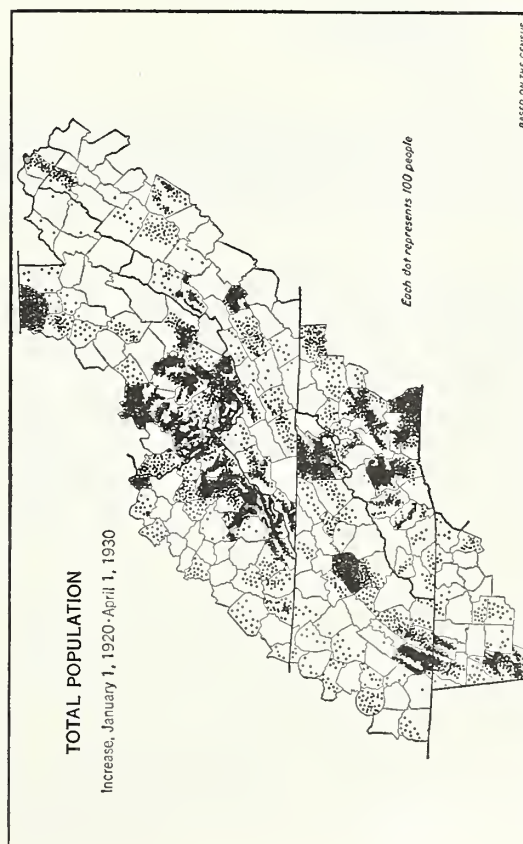 TOTAL POPULATION
Increase, January 1, 1920-April 1, 1930
Each dot represents 100 people
BASED ON THE CENSUS